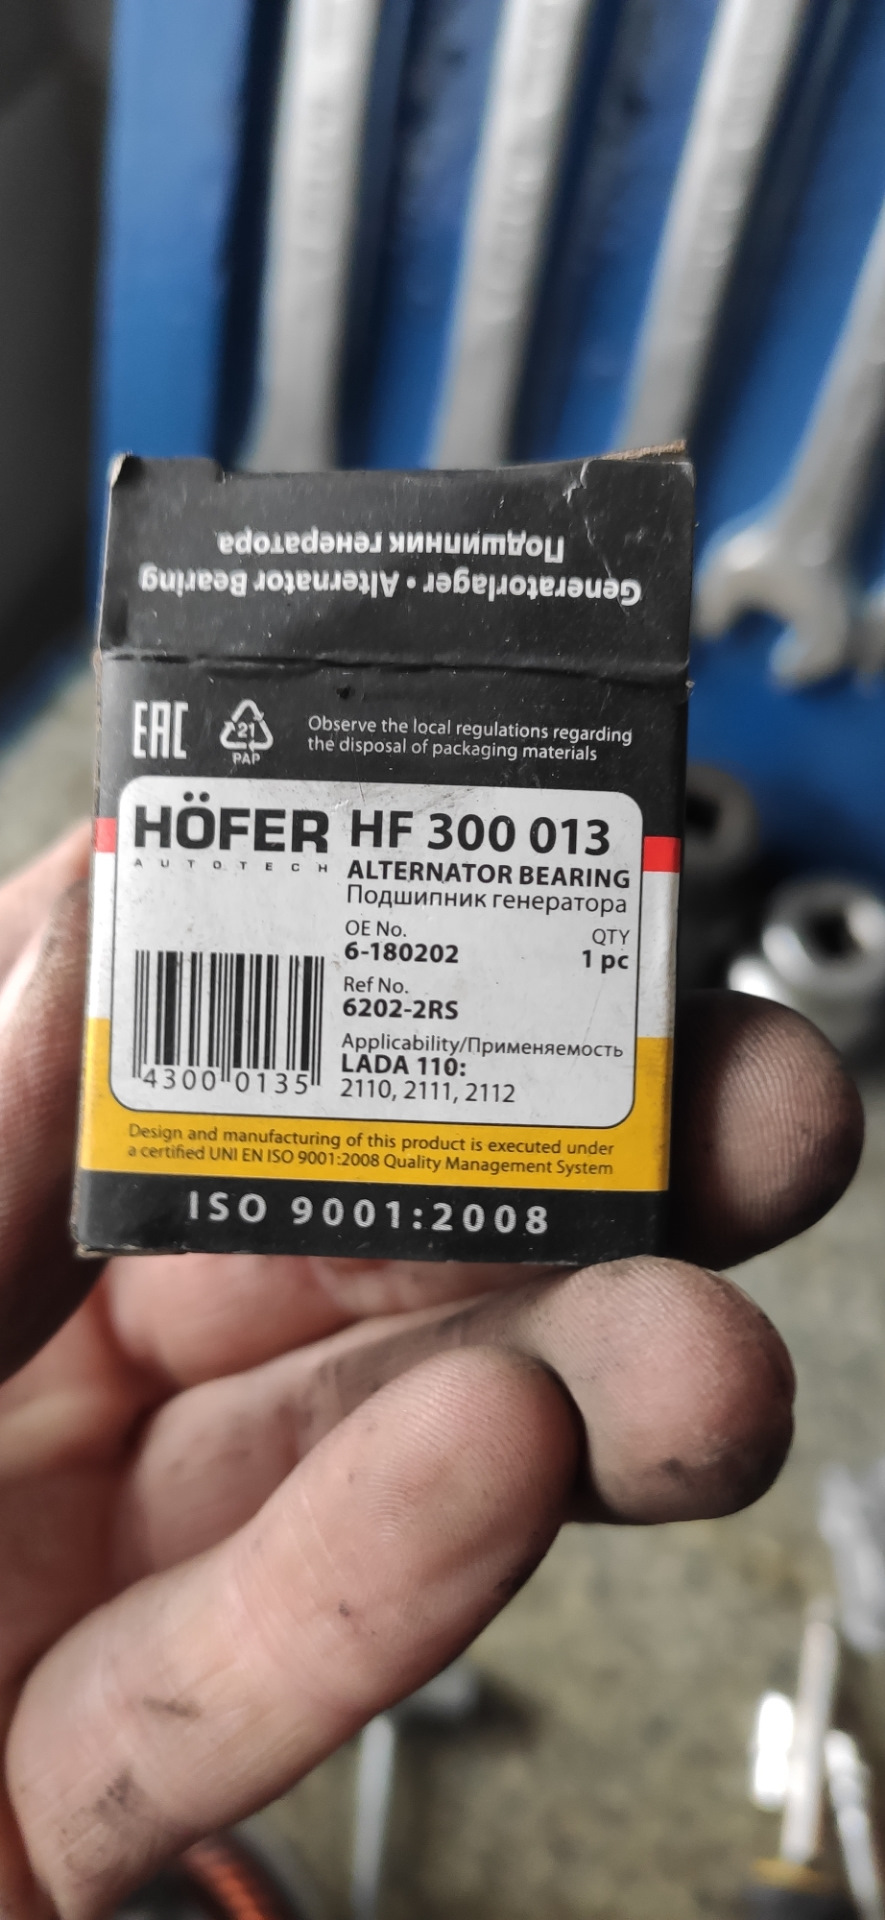 Generatorlager • Alternator Bearing
Подшипник генератора
EAC
21
PAP
Observe the local regulations regarding
the disposal of packaging materials
HÖFER
AUTOTECH
HF 300 013
ALTERNATOR BEARING
Подшипник генератора
OE No.
6-180202
QTY
1 pc
Ref No.
6202-2RS
Applicability/Применяемость
LADA 110:
2110, 2111, 2112
43000135
Design and manufacturing of this product is executed under
a certified UNI EN ISO 9001:2008 Quality Management System
ISO 9001:2008